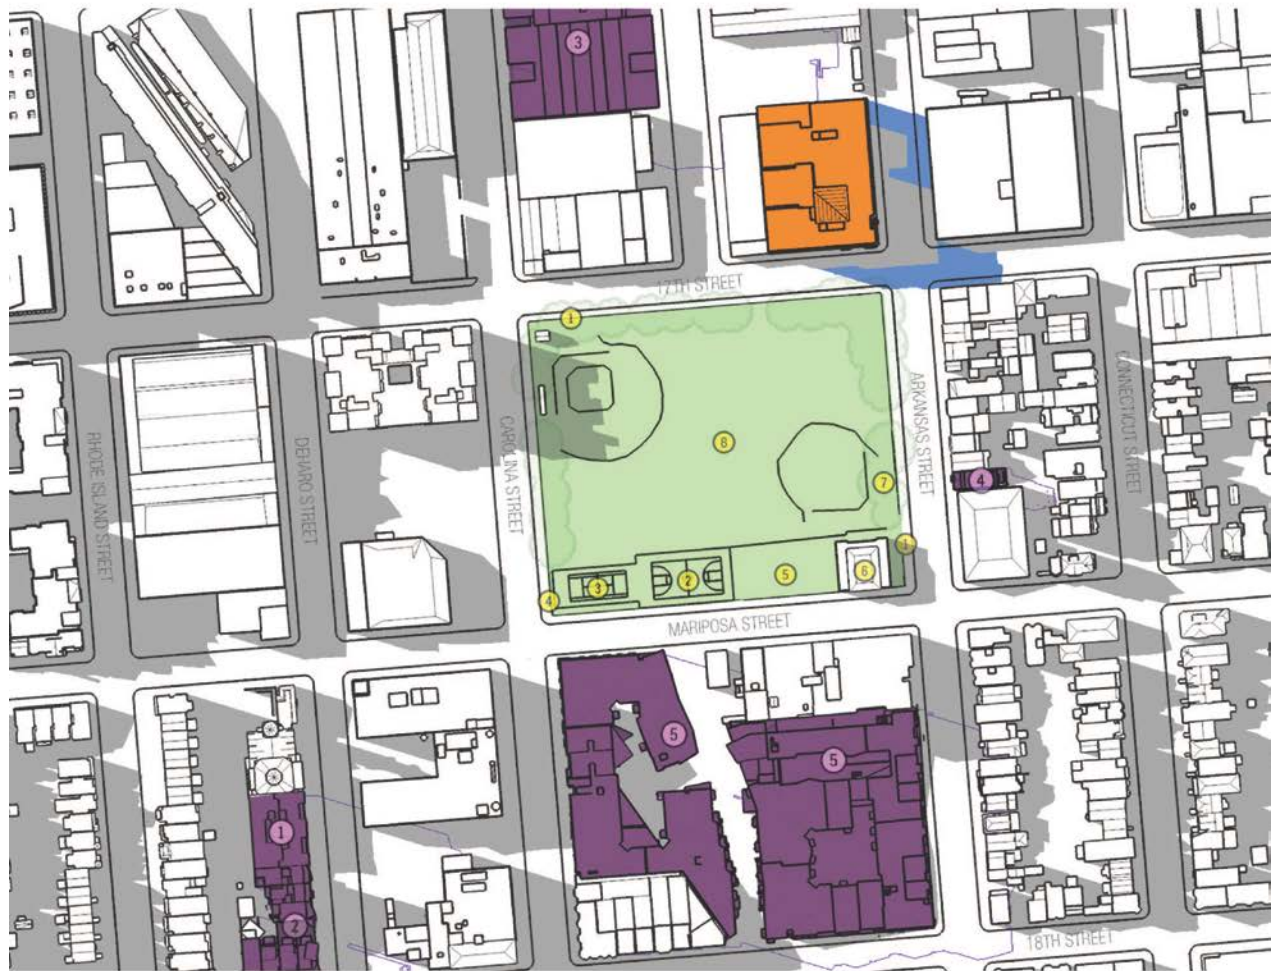 3
17TH STREET
1
RHODE ISLAND STREET
DEHARO STREET
CAROLINA STREET
ARKANSAS STREET
CONNECTICUT STREET
8
7
4
1
3
2
5
6
4
MARIPOSA STREET
5
5
1
2
18TH STREET